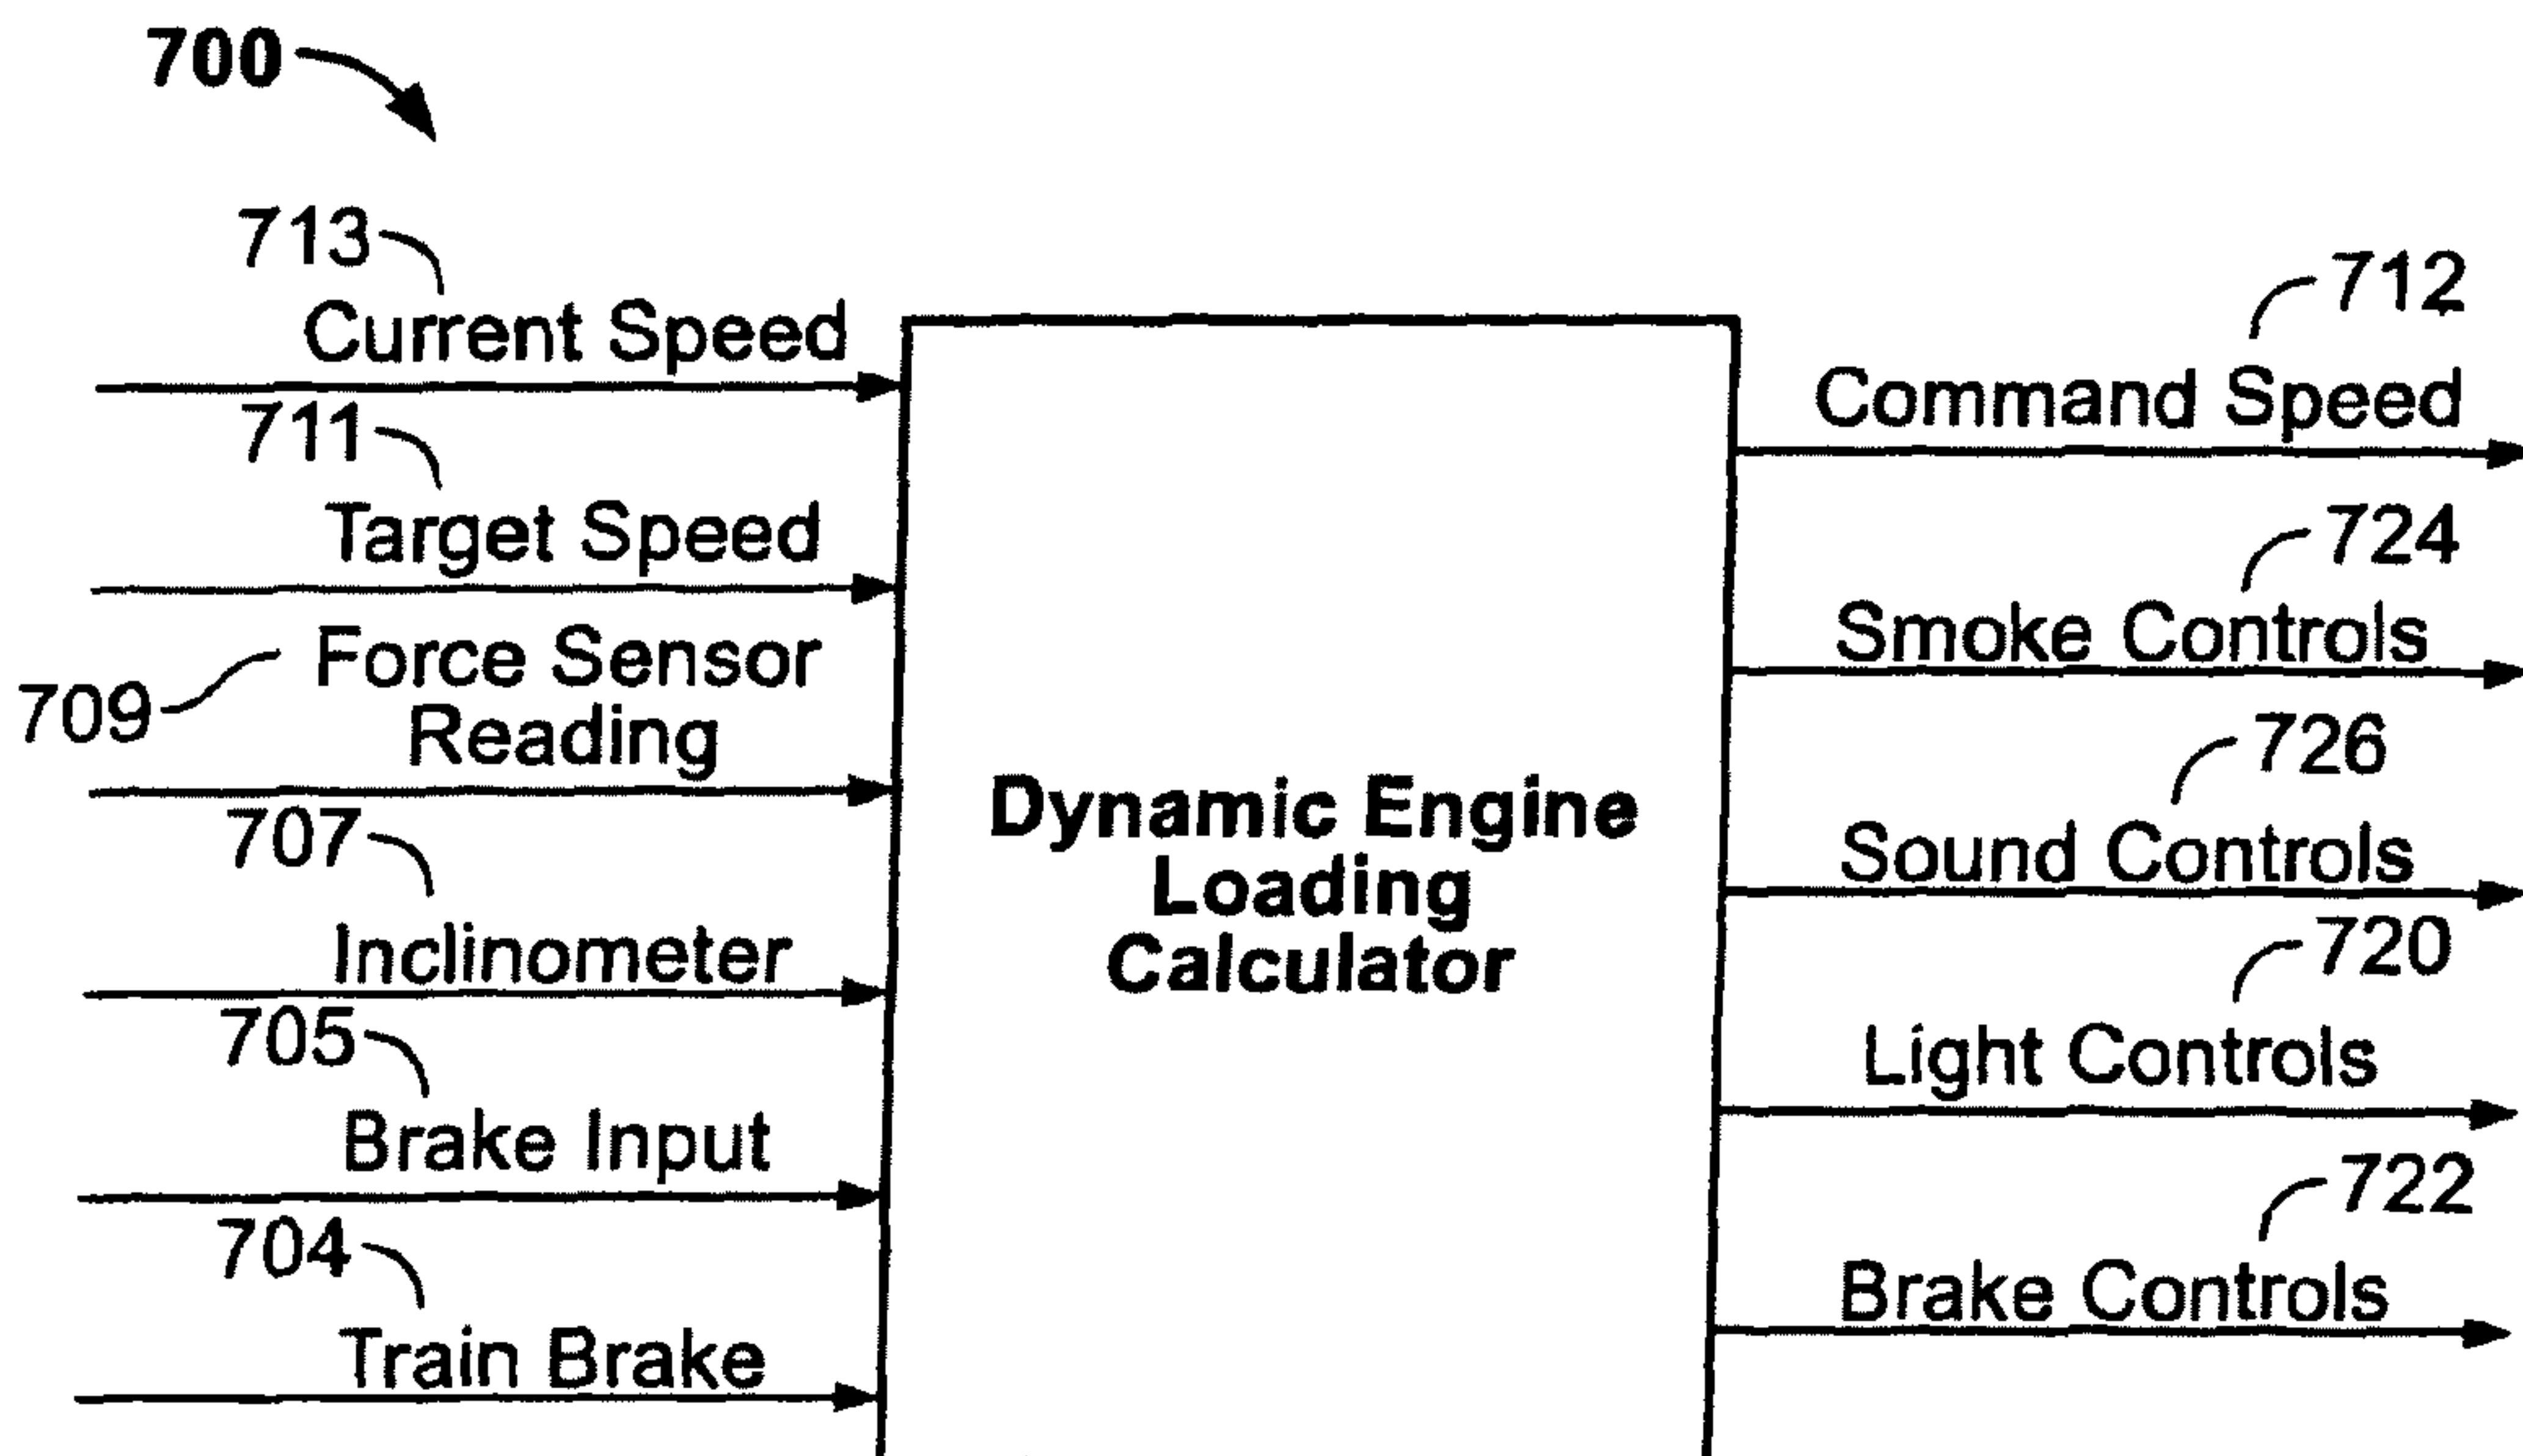 700
713
Current Speed
711
Target Speed
709
Force Sensor
Reading
707
Inclinometer
705
Brake Input
704
Train Brake
Dynamic Engine
Loading
Calculator
712
Command Speed
724
Smoke Controls
726
Sound Controls
720
Light Controls
722
Brake Controls